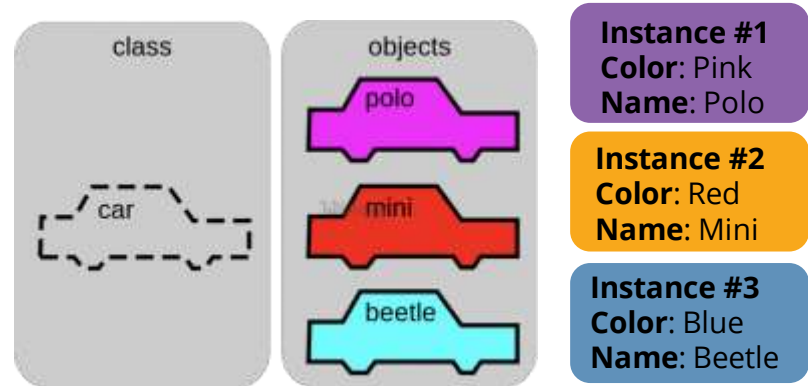 class
car
objects
polo
mini
beetle
Instance #1
Color: Pink
Name: Polo
Instance #2
Color: Red
Name: Mini
Instance #3
Color: Blue
Name: Beetle